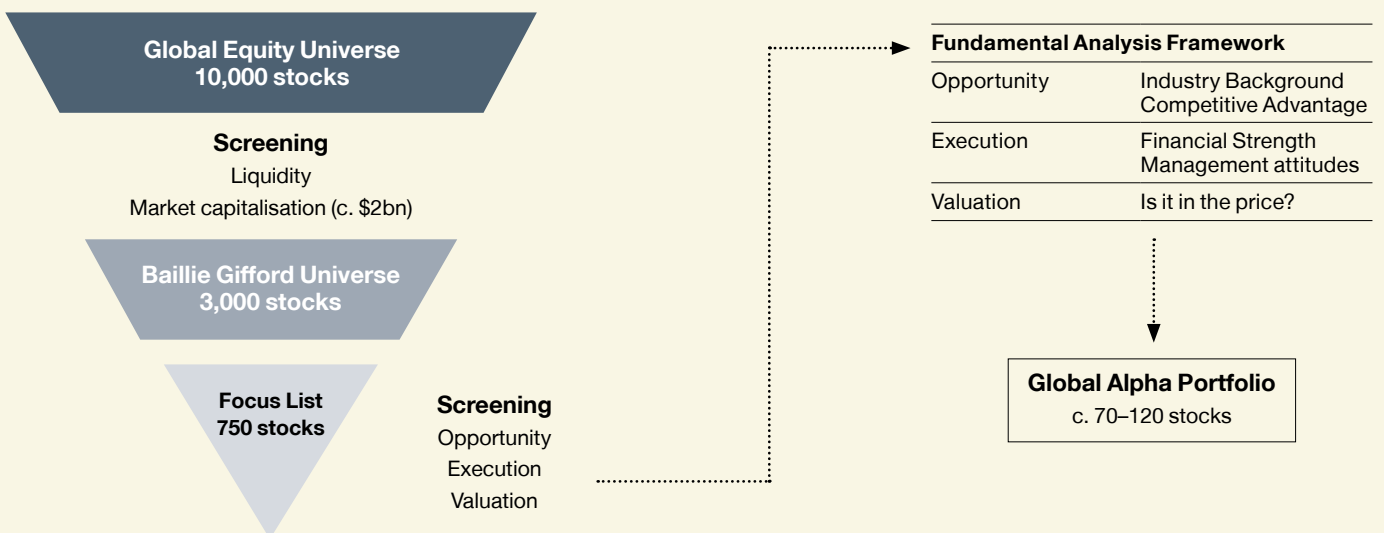 Global Equity Universe
10,000 stocks
Screening
Liquidity
Market capitalisation (c. $2bn)
Baillie Gifford Universe
3,000 stocks
Focus List
750 stocks
Screening
Opportunity
Execution
Valuation
Fundamental Analysis Framework
Opportunity Industry Background
Competitive Advantage
Execution Financial Strength
Management attitudes
Valuation Is it in the price?
Global Alpha Portfolio
c. 70–120 stocks